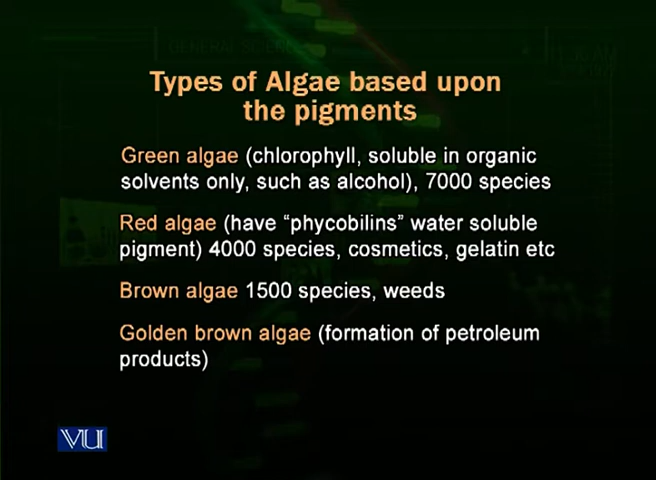 GENERAL SCIENCE
Types of Algae based upon
the pigments
Green algae (chlorophyll, soluble in organic
solvents only, such as alcohol), 7000 species
Red algae (have “phycobilins” water soluble
pigment) 4000 species, cosmetics, gelatin etc
Brown algae 1500 species, weeds
Golden brown algae (formation of petroleum
products)
VU